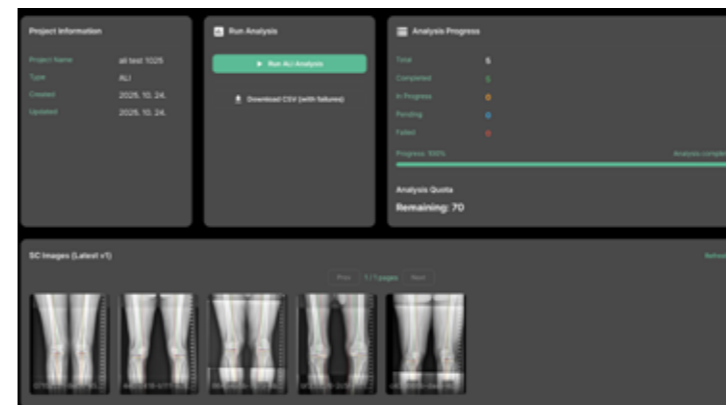 Project Information
Project Name ali test 1025
Type ALI
Created 2025. 10. 24.
Updated 2025. 10. 24.
Run Analysis
Run ALI Analysis
Download CSV (with failures)
Analysis Progress
Total 5
Completed 5
In Progress 0
Pending 0
Failed 0
Progress: 100%
Analysis complet
Analysis Quota
Remaining: 70
SC Images (Latest v1)
Refresh
Prev 1 / 1 pages Next